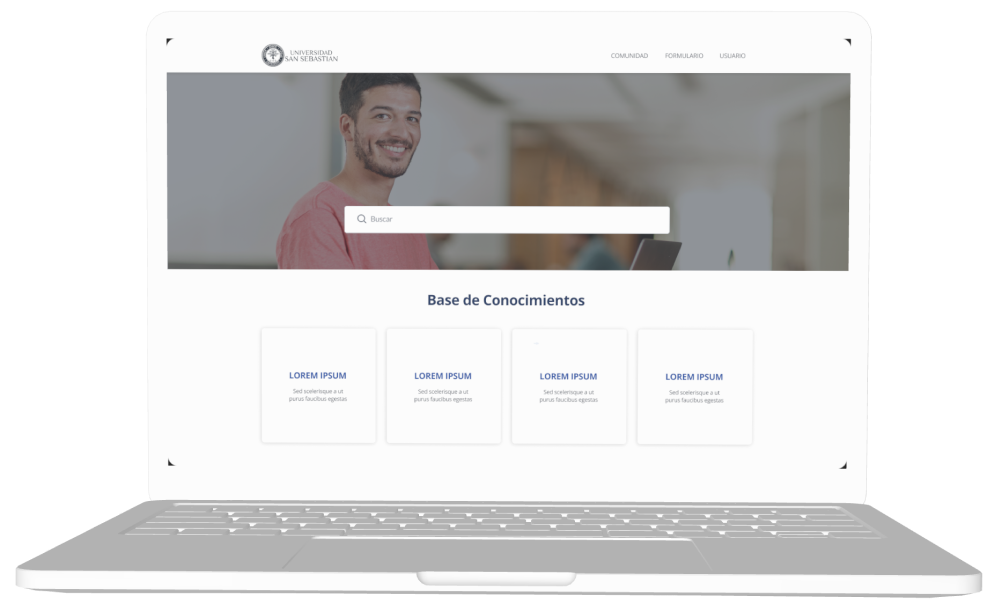 UNIVERSIDAD
SAN SEBASTIÁN
COMUNIDAD FORMULARIO USUARIO
Buscar
Base de Conocimientos
LOREM IPSUM
Sed scelerisque a ut
purus faucibus egestas
LOREM IPSUM
Sed scelerisque a ut
purus faucibus egestas
LOREM IPSUM
Sed scelerisque a ut
purus faucibus egestas
LOREM IPSUM
Sed scelerisque a ut
purus faucibus egestas